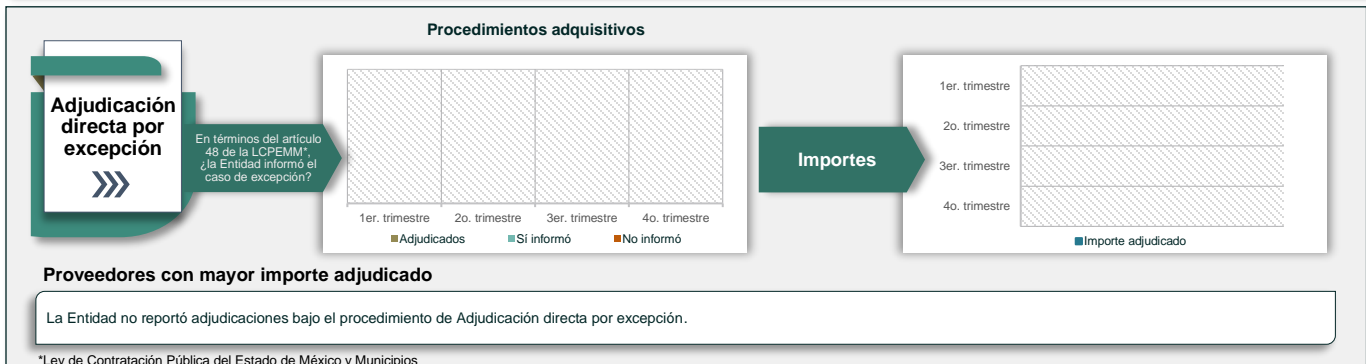 Procedimientos adquisitivos
Adjudicación
directa por
excepción
En términos del artículo
48 de la LCPEMM*,
¿la Entidad informó el
caso de excepción?
1er. trimestre 2o. trimestre 3er. trimestre 4o. trimestre
Adjudicados Sí informó No informó
Importes
1er. trimestre
2o. trimestre
3er. trimestre
4o. trimestre
Importe adjudicado
Proveedores con mayor importe adjudicado
La Entidad no reportó adjudicaciones bajo el procedimiento de Adjudicación directa por excepción.
*Ley de Contratación Pública del Estado de México y Municipios